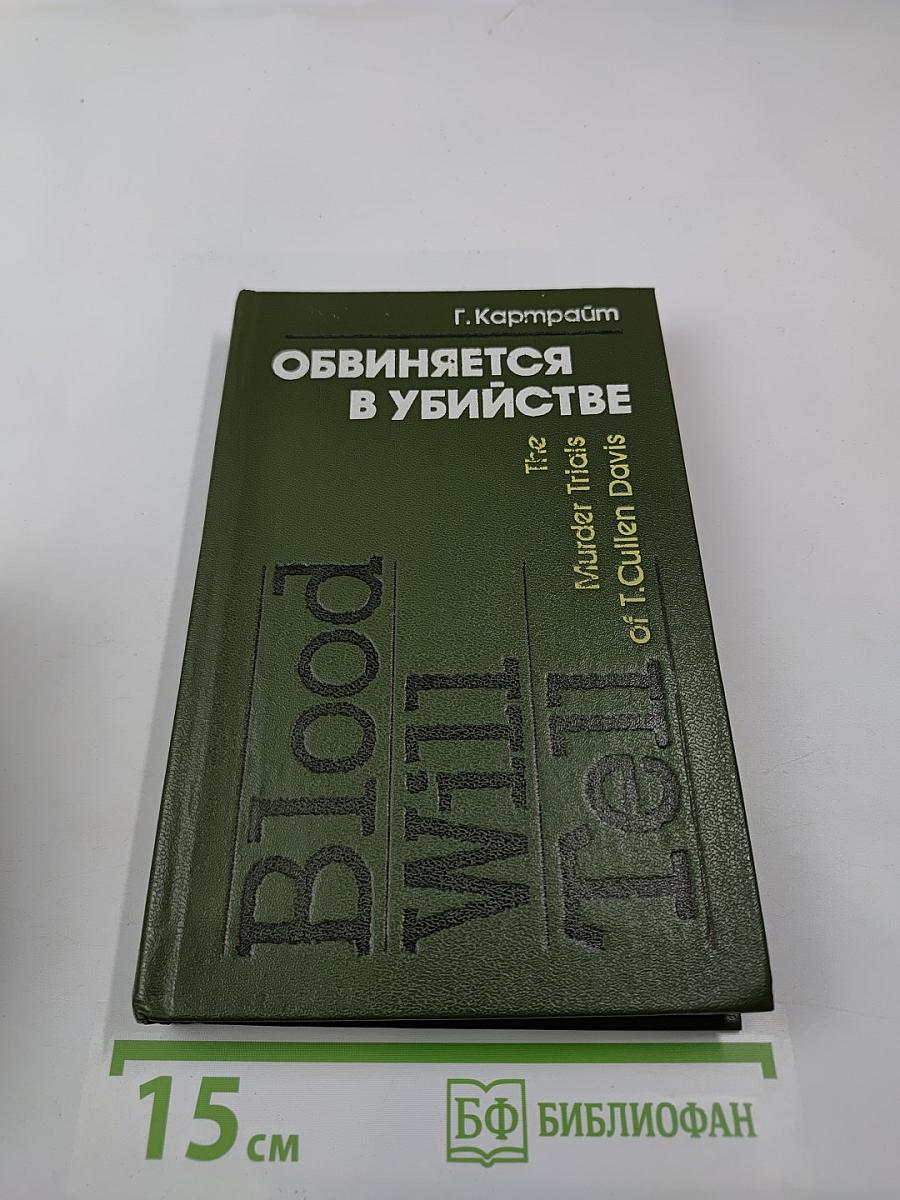 Г. Картрайт
ОБВИНЯЕТСЯ
В УБИЙСТВЕ
The
Murder Trials
of T. Cullen Davis
Blood
Will
Tell
15 см
БФ БИБЛИОФАН